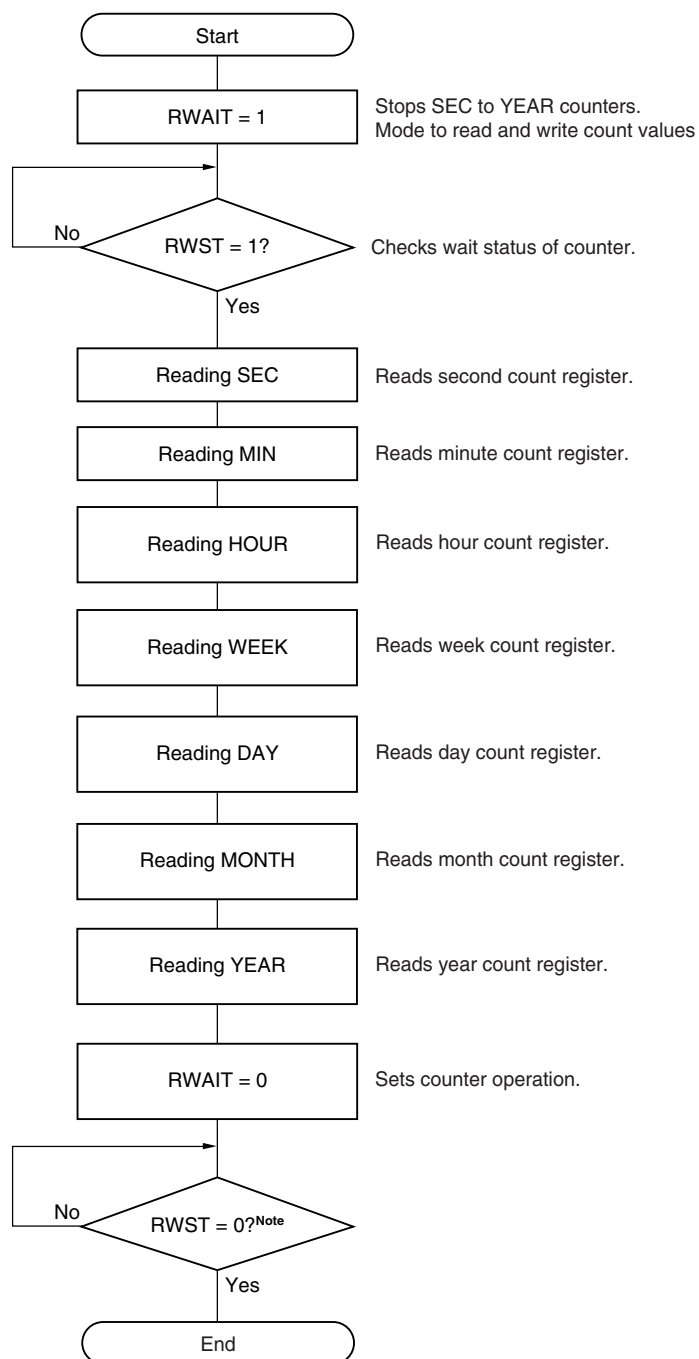 Start
RWAIT = 1
Stops SEC to YEAR counters.
Mode to read and write count values
No
RWST = 1?
Checks wait status of counter.
Yes
Reading SEC
Reads second count register.
Reading MIN
Reads minute count register.
Reading HOUR
Reads hour count register.
Reading WEEK
Reads week count register.
Reading DAY
Reads day count register.
Reading MONTH
Reads month count register.
Reading YEAR
Reads year count register.
RWAIT = 0
Sets counter operation.
No
RWST = 0?Note
Yes
End